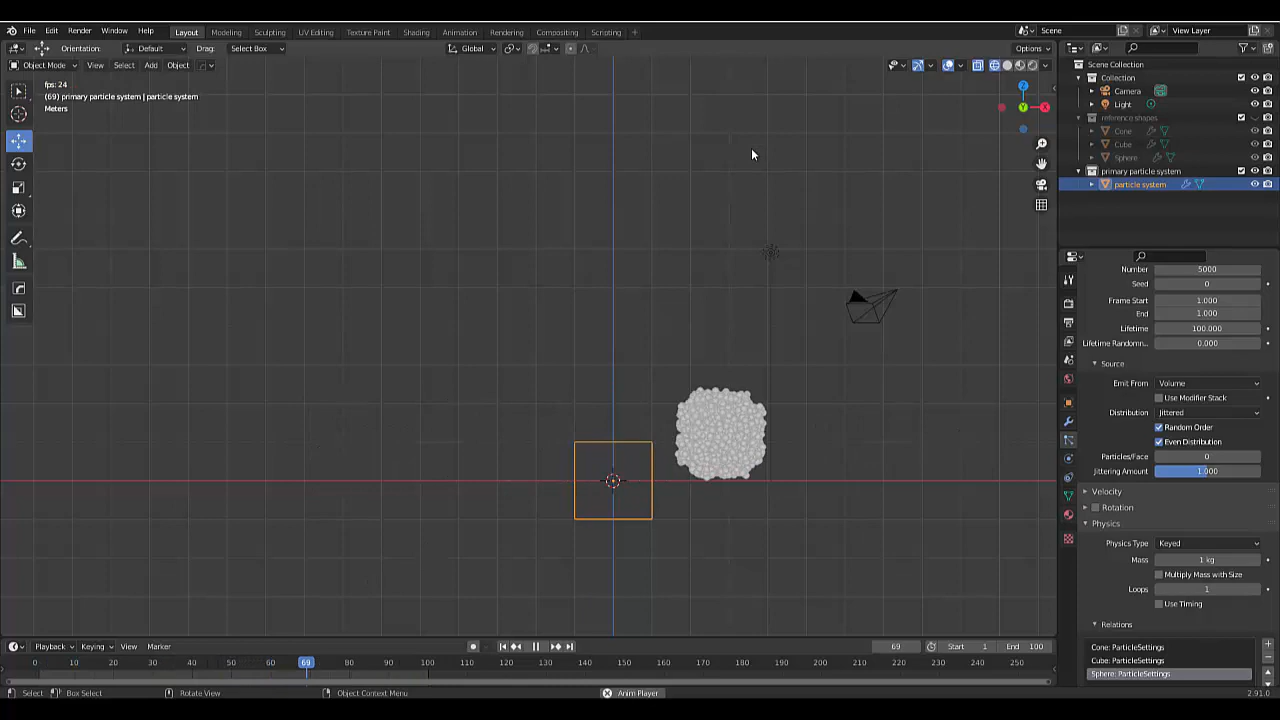 File Edit Render Window Help Layout Modeling Sculpting UV Editing Texture Paint Shading Animation Rendering Compositing Scripting + Scene View Layer
Orientation: Default Drag: Select Box Global Options
Object Mode View Select Add Object
fps: 24
(69) primary particle system | particle system
Meters
Z
Y
X
Scene Collection
Collection
Camera
Light
reference shapes
Cone
Cube
Sphere
primary particle system
particle system
Number 5000
Seed 0
Frame Start 1.000
End 1.000
Lifetime 100.000
Lifetime Randomn... 0.000
Source
Emit From Volume
Use Modifier Stack
Distribution Jittered
Random Order
Even Distribution
Particles/Face 0
Jittering Amount 1.000
Velocity
Rotation
Physics
Physics Type Keyed
Mass 1 kg
Multiply Mass with Size
Loops 1
Use Timing
Relations
Cone: ParticleSettings
Cube: ParticleSettings
Sphere: ParticleSettings
Playback Keying View Marker 69 Start 1 End 100
0 10 20 30 40 50 60 69 70 80 90 100 110 120 130 140 150 160 170 180 190 200 210 220 230 240 250
Select Box Select Rotate View Object Context Menu Anim Player 2.91.0